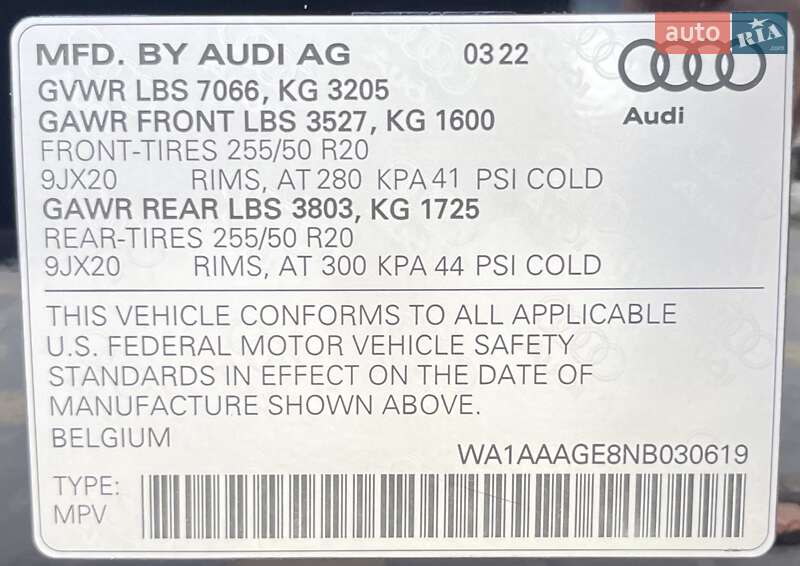 auto RIA.com
MFD. BY AUDI AG 03 22
GVWR LBS 7066, KG 3205
GAWR FRONT LBS 3527, KG 1600
Audi
FRONT-TIRES 255/50 R20
9JX20 RIMS, AT 280 KPA 41 PSI COLD
GAWR REAR LBS 3803, KG 1725
REAR-TIRES 255/50 R20
9JX20 RIMS, AT 300 KPA 44 PSI COLD
THIS VEHICLE CONFORMS TO ALL APPLICABLE
U.S. FEDERAL MOTOR VEHICLE SAFETY
STANDARDS IN EFFECT ON THE DATE OF
MANUFACTURE SHOWN ABOVE.
BELGIUM
WA1AAAGE8NB030619
TYPE:
MPV